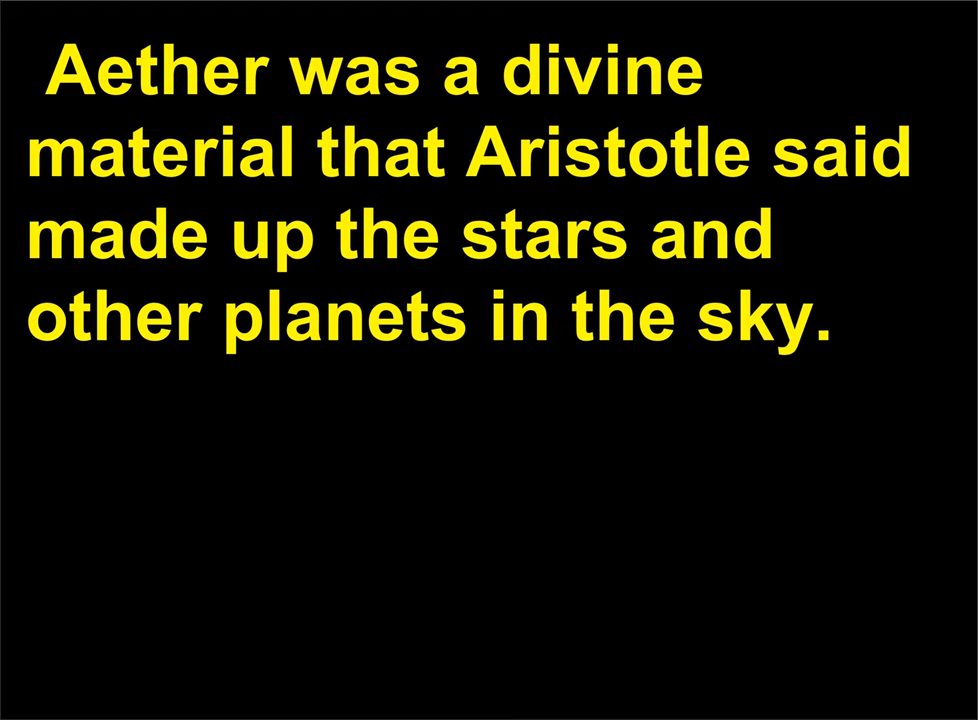 Aether was a divine
material that Aristotle said
made up the stars and
other planets in the sky.